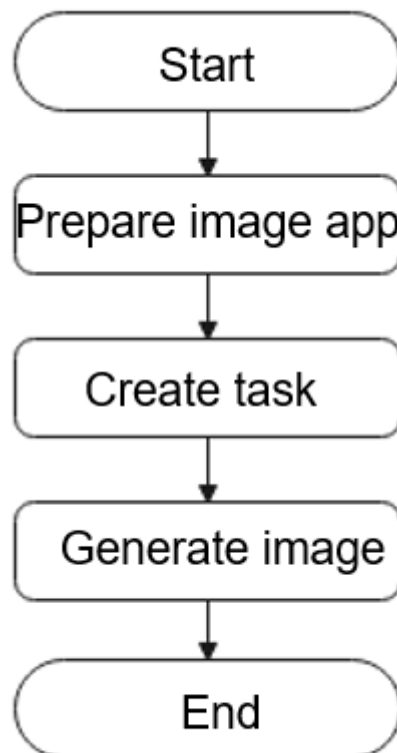 Start
Prepare image app
Create task
Generate image
End